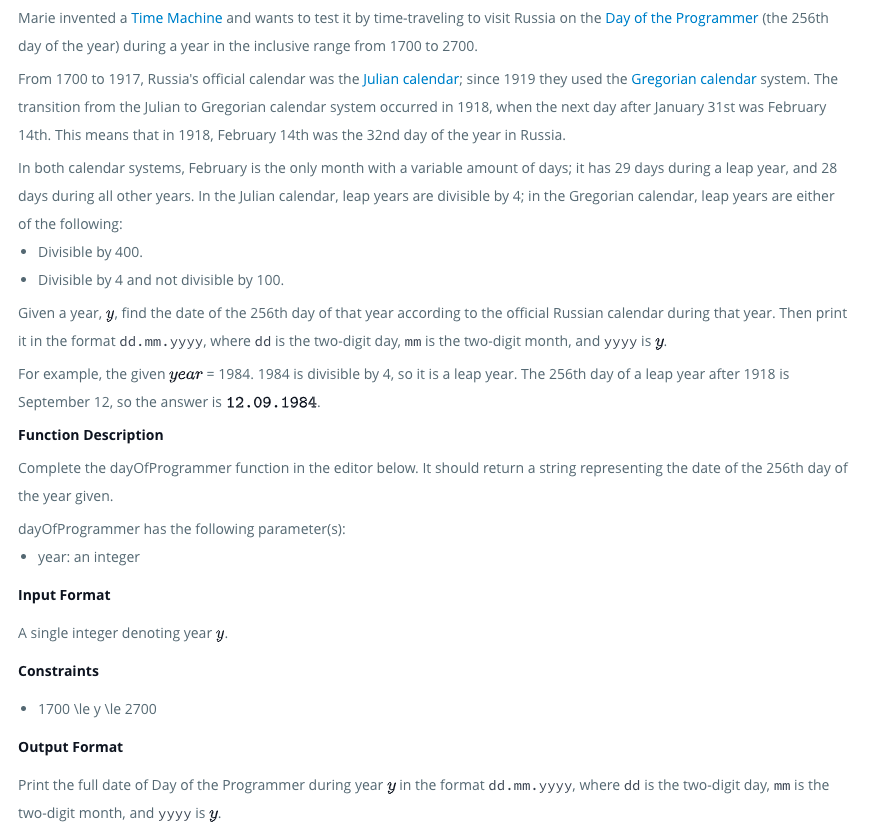 Marie invented a Time Machine and wants to test it by time-traveling to visit Russia on the Day of the Programmer (the 256th
day of the year) during a year in the inclusive range from 1700 to 2700.
From 1700 to 1917, Russia's official calendar was the Julian calendar; since 1919 they used the Gregorian calendar system. The
transition from the Julian to Gregorian calendar system occurred in 1918, when the next day after January 31st was February
14th. This means that in 1918, February 14th was the 32nd day of the year in Russia.
In both calendar systems, February is the only month with a variable amount of days; it has 29 days during a leap year, and 28
days during all other years. In the Julian calendar, leap years are divisible by 4; in the Gregorian calendar, leap years are either
of the following:
• Divisible by 400.
• Divisible by 4 and not divisible by 100.
Given a year, y, find the date of the 256th day of that year according to the official Russian calendar during that year. Then print
it in the format dd.mm.yyyy, where dd is the two-digit day, mm is the two-digit month, and yyyy is y.
For example, the given year = 1984. 1984 is divisible by 4, so it is a leap year. The 256th day of a leap year after 1918 is
September 12, so the answer is 12.09.1984.
Function Description
Complete the dayOfProgrammer function in the editor below. It should return a string representing the date of the 256th day of
the year given.
dayOfProgrammer has the following parameter(s):
• year: an integer
Input Format
A single integer denoting year y.
Constraints
• 1700 \le y \le 2700
Output Format
Print the full date of Day of the Programmer during year y in the format dd.mm.yyyy, where dd is the two-digit day, mm is the
two-digit month, and yyyy is y.